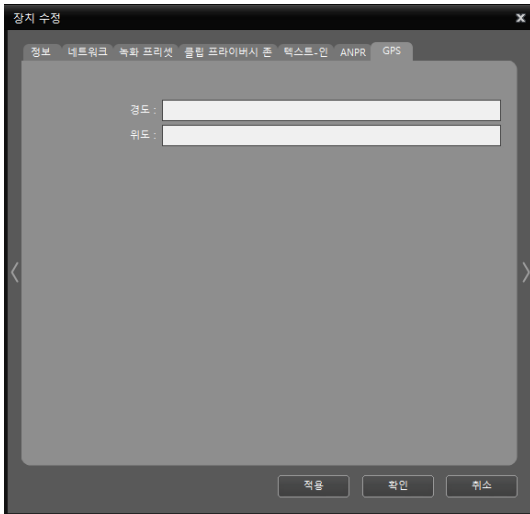 장치 수정
정보 네트워크 녹화 프리셋 클립 프라이버시 존 텍스트-인 ANPR GPS
경도 :
위도 :
적용 확인 취소